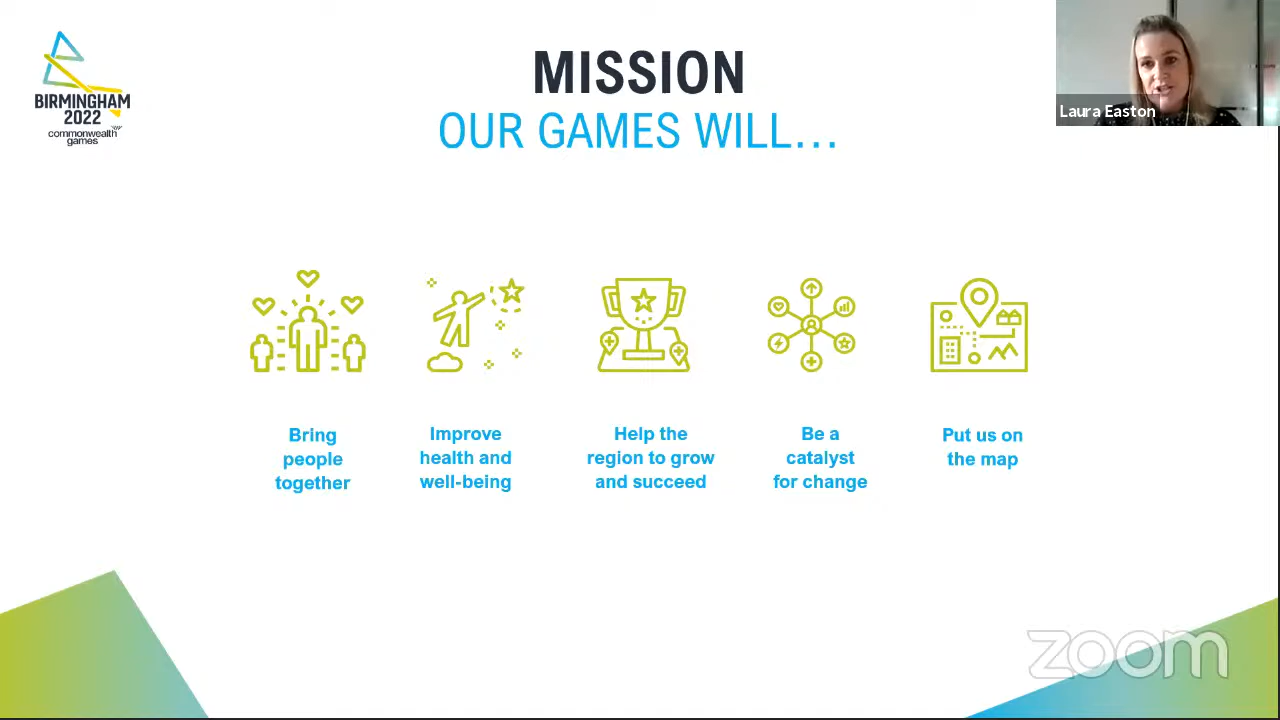 BIRMINGHAM
2022
commonwealth
games
MISSION
OUR GAMES WILL...
Laura Easton
Bring
people
together
Improve
health and
well-being
Help the
region to grow
and succeed
Be a
catalyst
for change
Put us on
the map
zoom